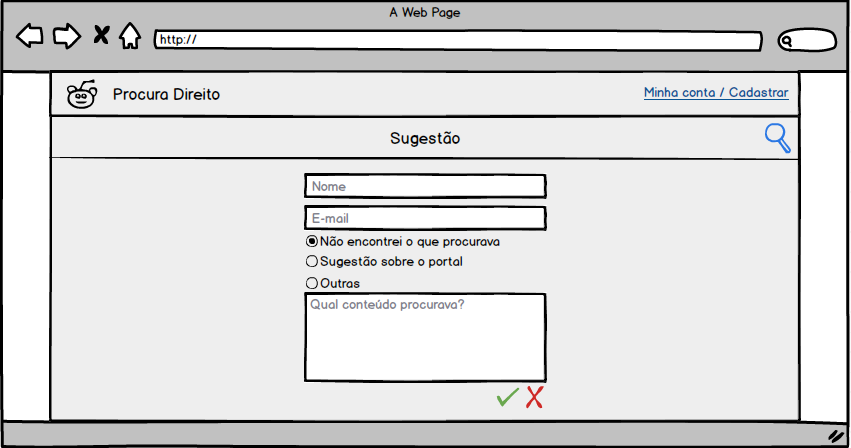 A Web Page
http://
Procura Direito
Minha conta / Cadastrar
Sugestão
Nome
E-mail
Não encontrei o que procurava
Sugestão sobre o portal
Outras
Qual conteúdo procurava?